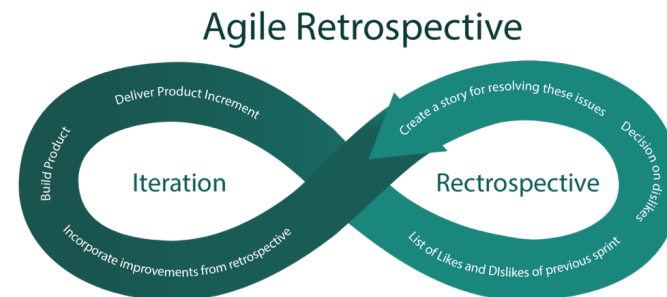 Agile Retrospective
Deliver Product Increment
Build Product
Iteration
Incorporate improvements from retrospective
Create a story for resolving these issues
Decision on dislikes
Rectrospective
List of Likes and DIslikes of previous sprint